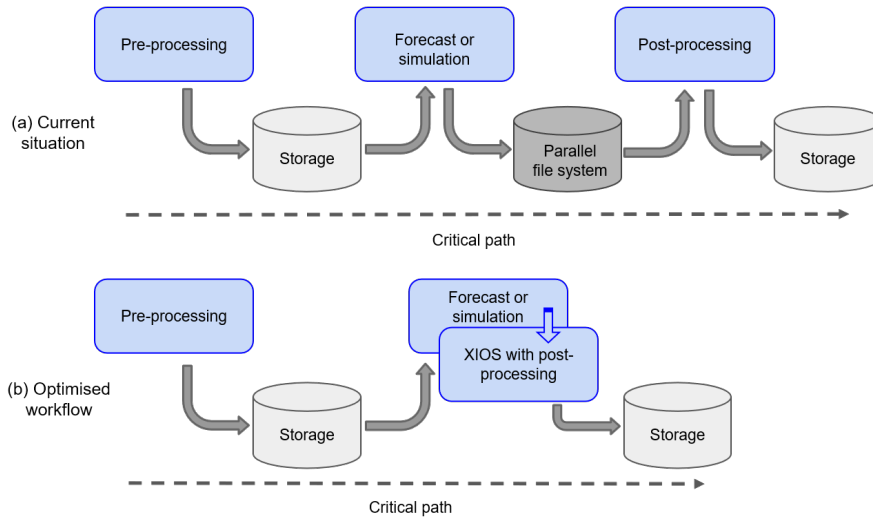 Pre-processing
Forecast or
simulation
Post-processing
(a) Current
situation
Storage
Parallel
file system
Storage
Critical path
Pre-processing
Forecast or
simulation
XIOS with post-
processing
(b) Optimised
workflow
Storage
Storage
Critical path